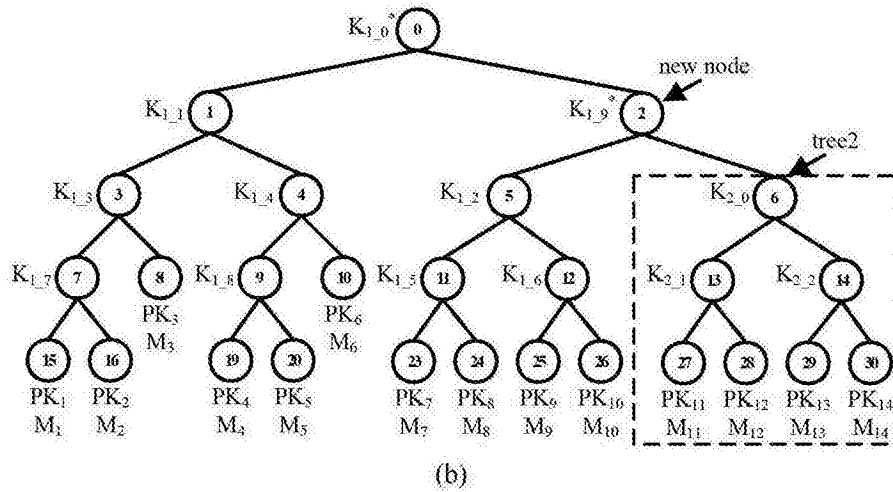 K1_0* 0
new node
K1_1 1 K1_9* 2
tree2
K1_3 3 K1_4 4 K1_2 5 K2_0 6
K1_7 7 8 K1_8 9 10 K1_5 11 K1_6 12 K2_1 13 K2_2 14
PK3 PK6
M3 M6
15 16 19 20 23 24 25 26 27 28 29 30
PK1 PK2 PK4 PK5 PK7 PK8 PK9 PK10 PK11 PK12 PK13 PK14
M1 M2 M4 M5 M7 M8 M9 M10 M11 M12 M13 M14
(b)